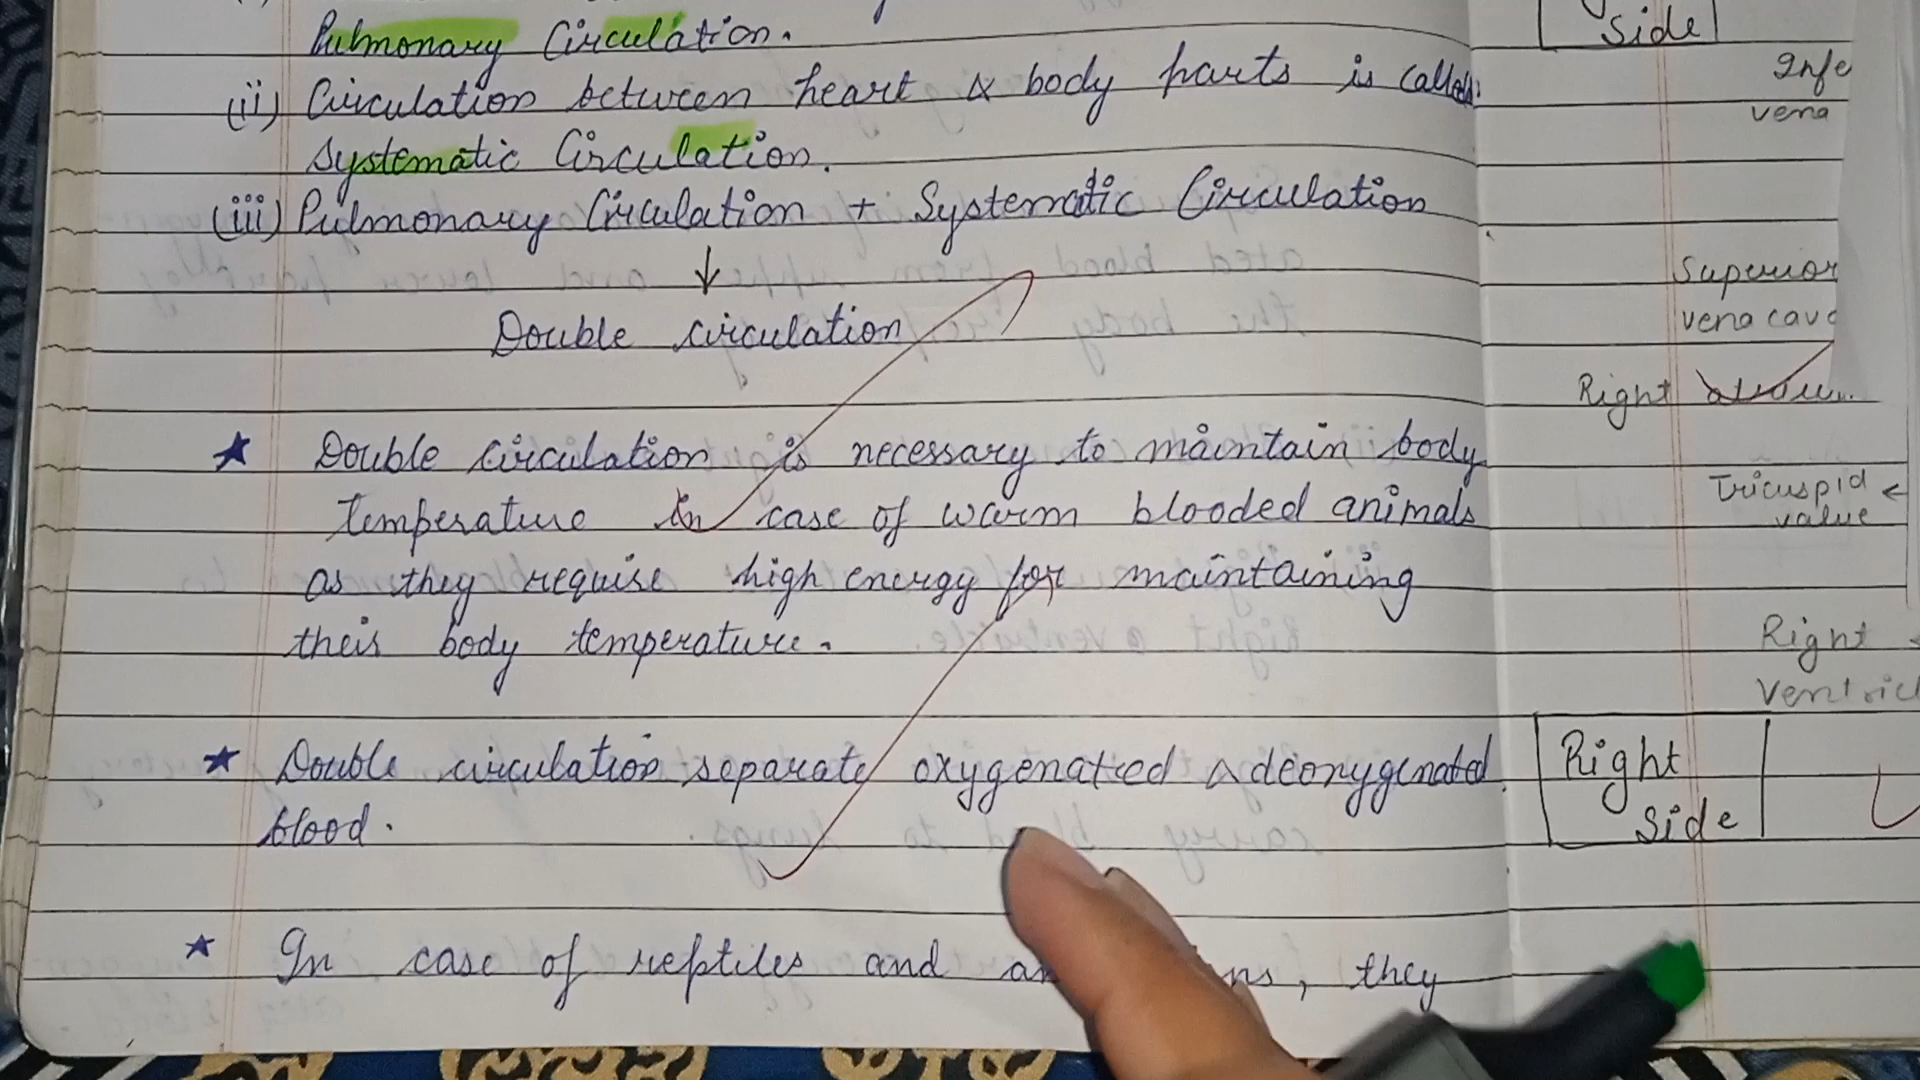 Pulmonary Circulation.
(ii) Circulation between heart & body parts is called
Systematic Circulation.
(iii) Pulmonary Circulation + Systematic Circulation
↓
Double circulation
★ Double circulation is necessary to maintain body
temperature in case of warm blooded animals
as they require high energy for maintaining
their body temperature.
★ Double circulation separate oxygenated & deoxygenated
blood.
★ In case of reptiles and , they
Side
Infe
vena
Superior
vena cava
Right
Tricuspid ←
value
Right
Ventricl
Right
Side